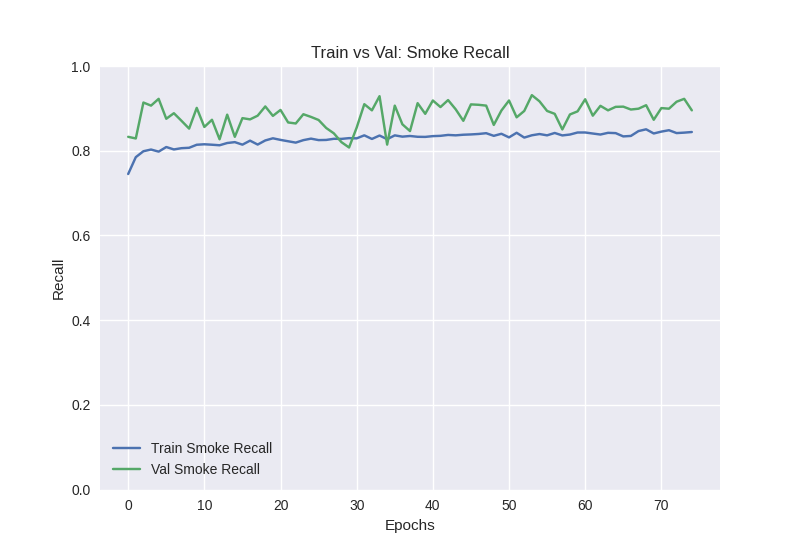 Train vs Val: Smoke Recall
1.0
0.8
0.6
0.4
0.2
0.0
Recall
Train Smoke Recall
Val Smoke Recall
0 10 20 30 40 50 60 70
Epochs